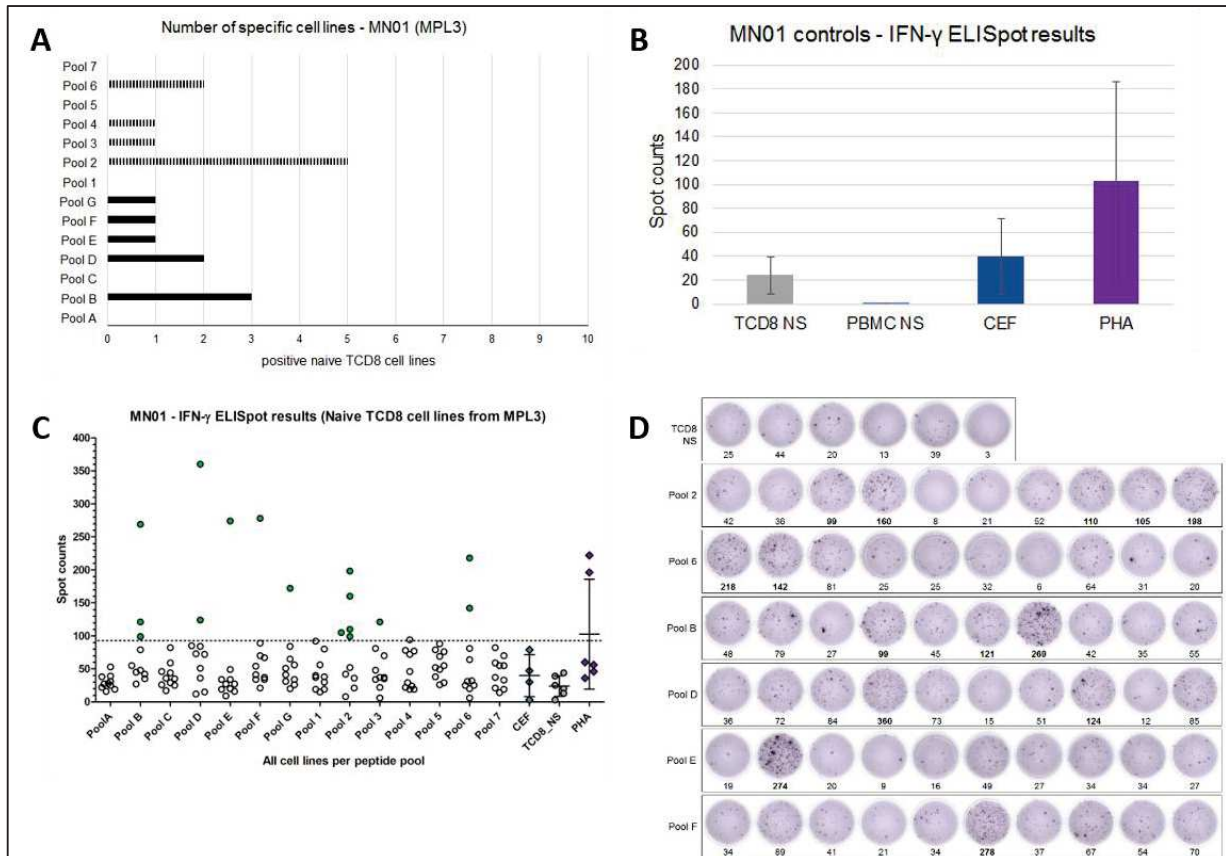 A
Number of specific cell lines - MN01 (MPL3)
Pool 7
Pool 6
Pool 5
Pool 4
Pool 3
Pool 2
Pool 1
Pool G
Pool F
Pool E
Pool D
Pool C
Pool B
Pool A
0 1 2 3 4 5 6 7 8 9 10
positive naive TCD8 cell lines
B
MN01 controls - IFN-γ ELISpot results
Spot counts
200
180
160
140
120
100
80
60
40
20
0
TCD8 NS PBMC NS CEF PHA
C
MN01 - IFN-γ ELISpot results (Naive TCD8 cell lines from MPL3)
Spot counts
400
350
300
250
200
150
100
50
0
PoolA Pool B Pool C Pool D Pool E Pool F Pool G Pool 1 Pool 2 Pool 3 Pool 4 Pool 5 Pool 6 Pool 7 CEF TCD8_NS PHA
All cell lines per peptide pool
D
TCD8
NS
25 44 20 13 39 3
Pool 2
42 36 99 160 8 21 52 110 105 198
Pool 6
218 142 81 25 25 32 6 64 31 20
Pool B
48 79 27 99 45 121 269 42 35 55
Pool D
36 72 84 360 73 15 51 124 12 85
Pool E
19 274 20 9 16 49 27 34 34 27
Pool F
34 89 41 21 34 278 37 67 54 70